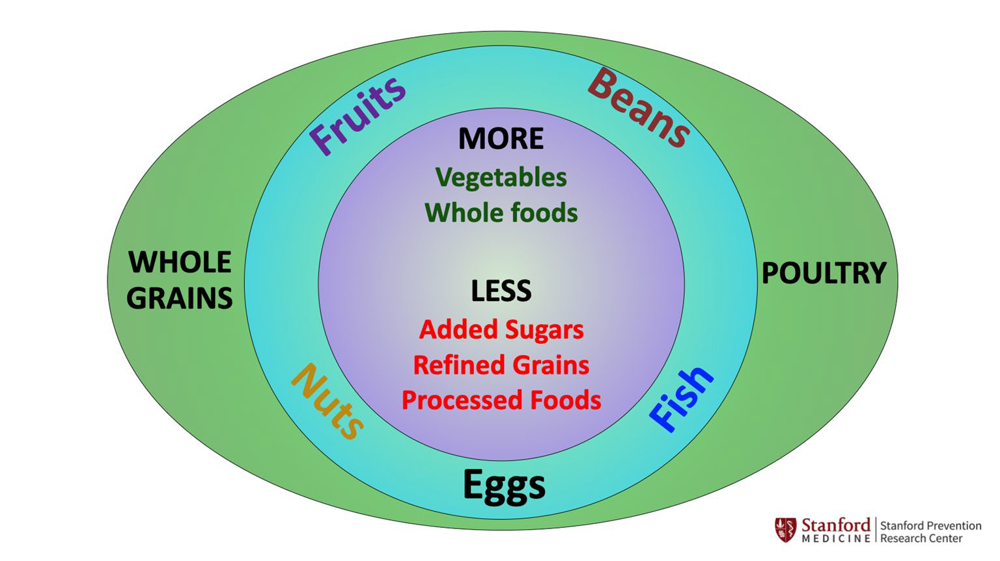 Fruits
Beans
MORE
Vegetables
Whole foods
WHOLE
GRAINS
POULTRY
LESS
Added Sugars
Refined Grains
Processed Foods
Nuts
Fish
Eggs
Stanford
MEDICINE
Stanford Prevention
Research Center